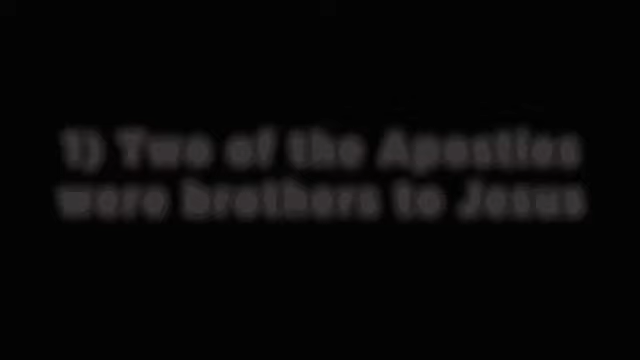 1) Two of the Apostles
were brothers to Jesus